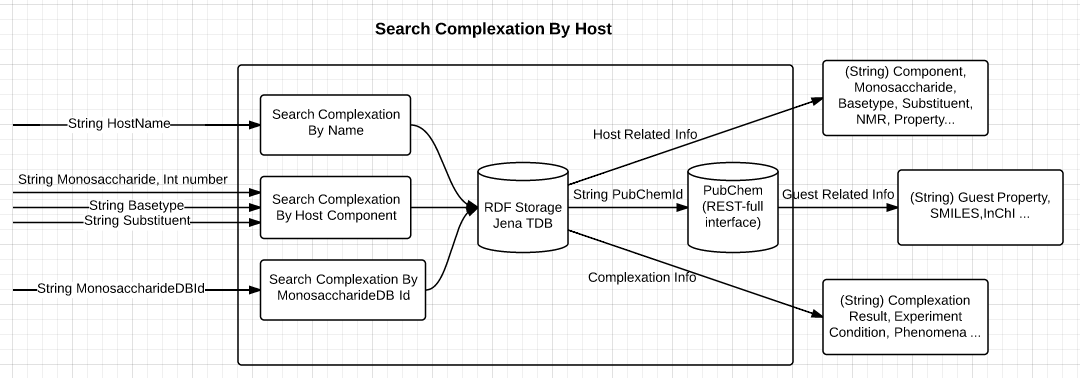 Search Complexation By Host
String HostName
Search Complexation
By Name
String Monosaccharide, Int number
String Basetype
String Substituent
Search Complexation
By Host Component
String MonosaccharideDBId
Search Complexation By
MonosaccharideDB Id
RDF Storage
Jena TDB
Host Related Info
(String) Component,
Monosaccharide,
Basetype, Substituent,
NMR, Property...
String PubChemId
PubChem
(REST-full
interface)
Guest Related Info
(String) Guest Property,
SMILES,InChI ...
Complexation Info
(String) Complexation
Result, Experiment
Condition, Phenomena ...